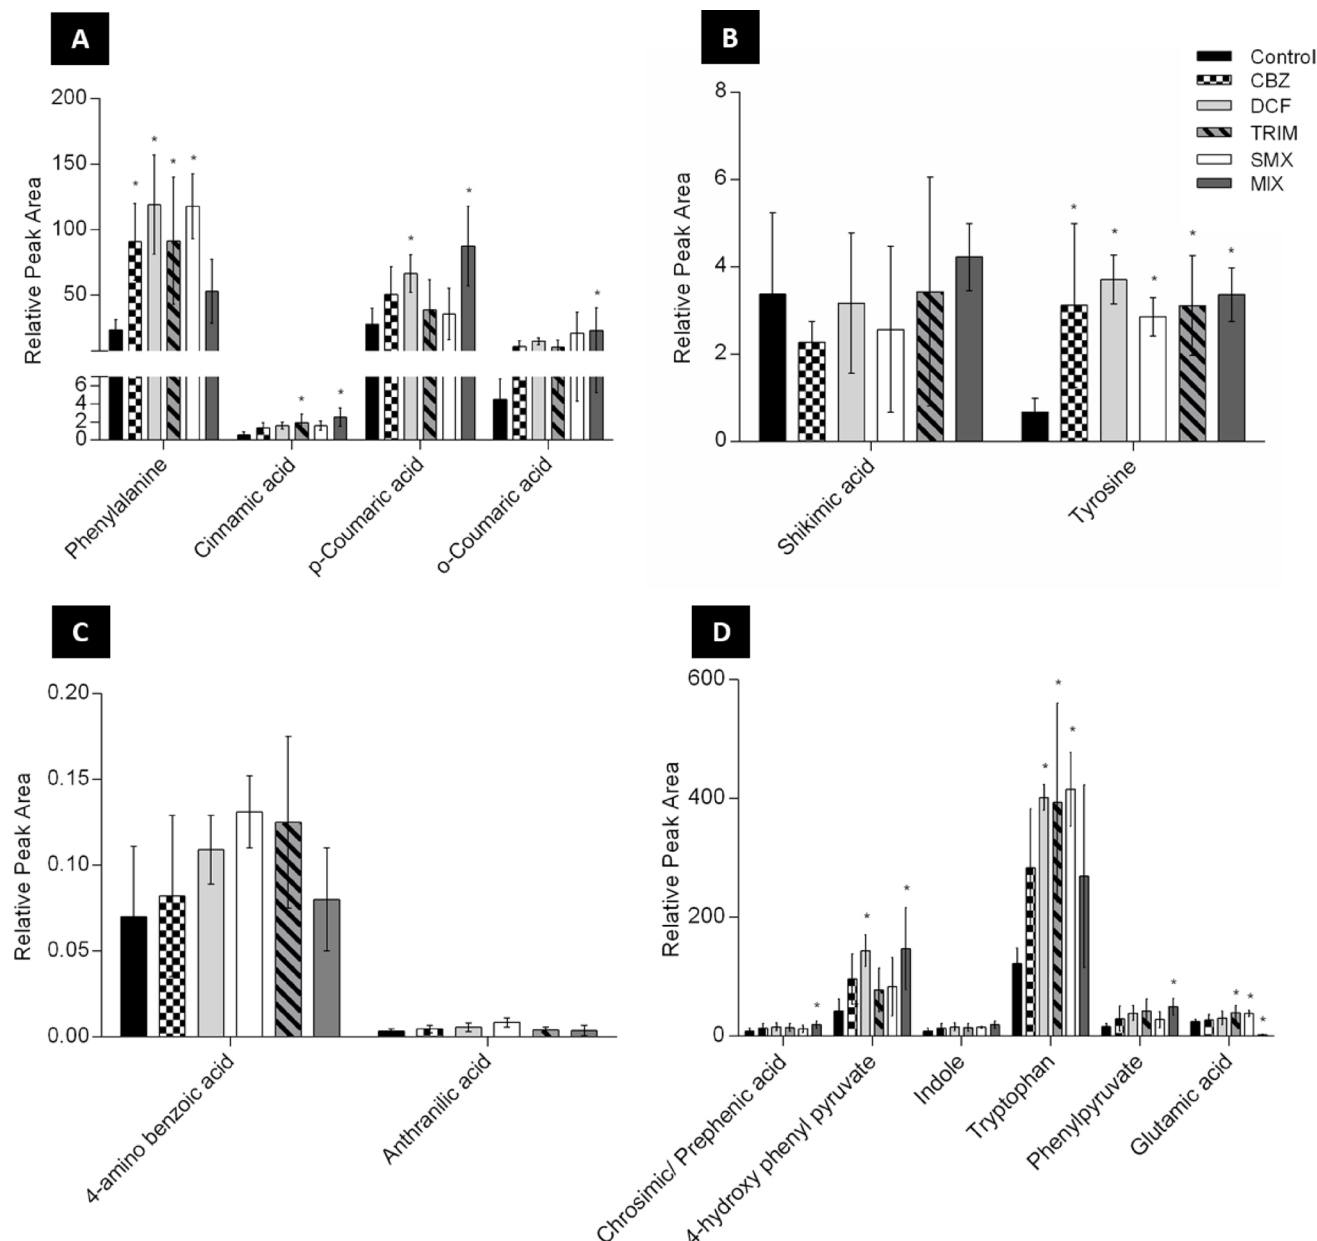 A
200
150
100
50
6
4
2
0
Relative Peak Area
* * * * * * * * * *
Phenylalanine
Cinnamic acid
p-Coumaric acid
o-Coumaric acid
B
Control
CBZ
DCF
TRIM
SMX
MIX
8
6
4
2
0
Relative Peak Area
* * * * *
Shikimic acid
Tyrosine
C
0.20
0.15
0.10
0.05
0.00
Relative Peak Area
4-amino benzoic acid
Anthranilic acid
D
600
400
200
0
Relative Peak Area
* * * * * * * * * *
Chrosimic/ Prephenic acid
4-hydroxy phenyl pyruvate
Indole
Tryptophan
Phenylpyruvate
Glutamic acid